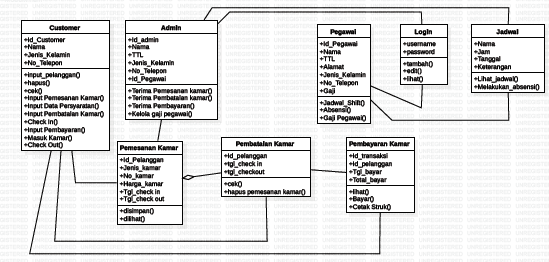 Customer
+Id_Customer
+Nama
+Jenis_Kelamin
+No_Telepon
+input_pelanggan()
+hapus()
+cek()
+Input Pemesanan Kamar()
+Input Data Penyaratan()
+Input Pembatalan Kamar()
+Check In()
+Input Pembayaran()
+Masuk Kamar()
+Check Out()
Admin
+Id_admin
+Nama
+TTL
+Jenis_Kelamin
+No_Telepon
+Id_Pegawai
+Terima Pemesanan kamar()
+Terima Pembatalan kamar()
+Terima Pembayaran()
+Kelola gaji pegawai()
Pegawai
+Id_Pegawai
+Nama
+TTL
+Alamat
+Jenis_Kelamin
+No_Telepon
+Gaji
+Jadwal_Shift()
+Absensi()
+Gaji Pegawai()
Login
+username
+password
+tambah()
+edit()
+lihat()
Jadwal
+Nama
+Jam
+Tanggal
+Keterangan
+Lihat_jadwal()
+Melakukan_absensi()
Pemesanan Kamar
+Id_Pelanggan
+Jenis_kamar
+No_kamar
+Harga_kamar
+Tgl_check in
+Tgl_check out
+disimpan()
+dilihat()
Pembatalan Kamar
+id_pelanggan
+tgl_check in
+tgl_checkout
+cek()
+hapus pemesanan kamar()
Pembayaran Kamar
+id_transaksi
+id_pelanggan
+Tgl_bayar
+Total_bayar
+lihat()
+Bayar()
+Cetak Struk()